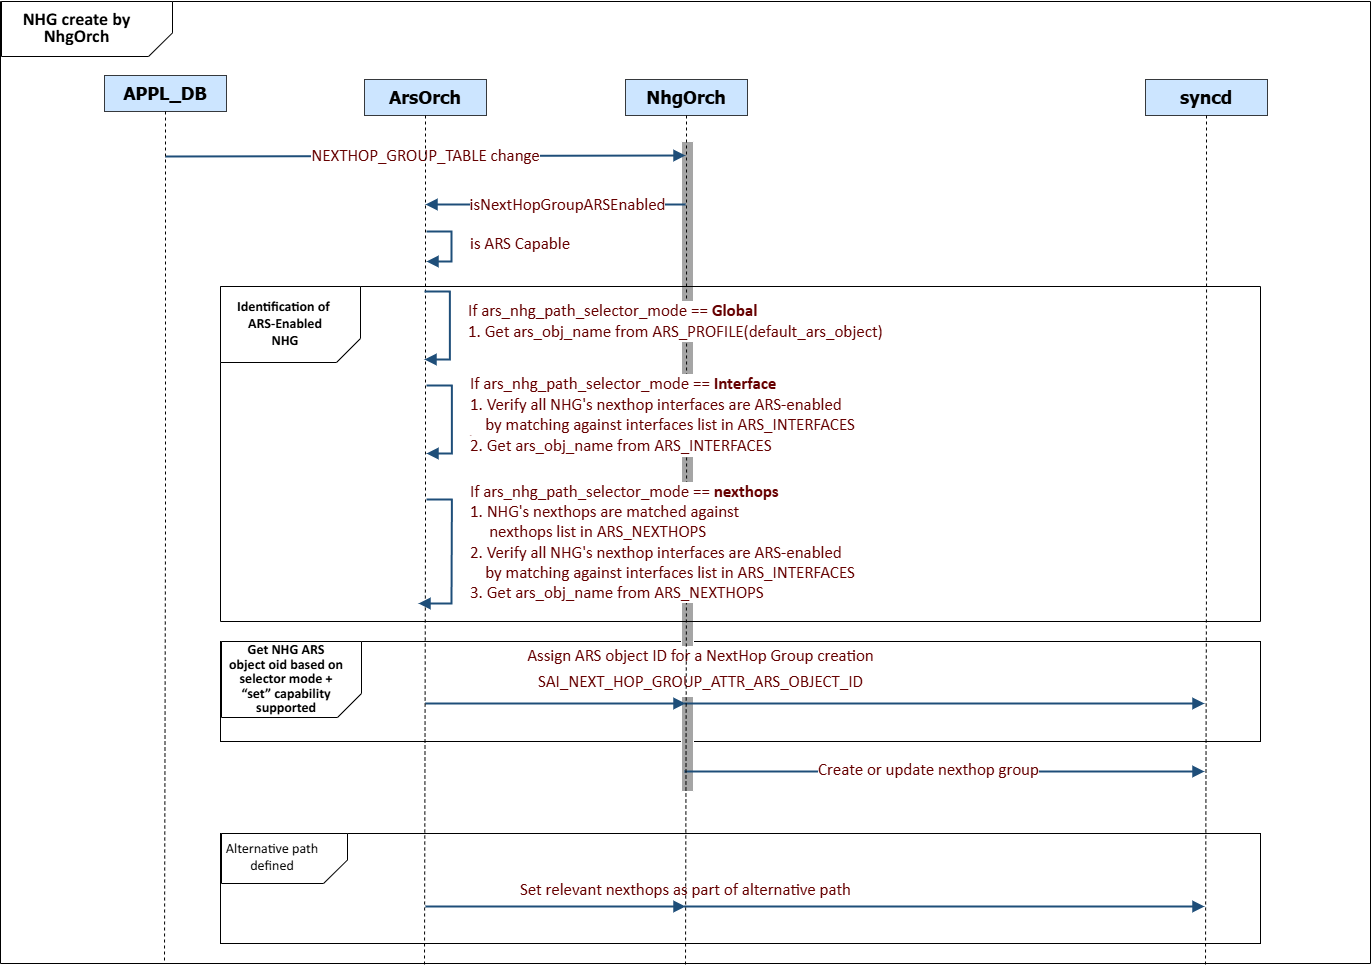 NHG create by
NhgOrch
APPL_DB
ArsOrch
NhgOrch
syncd
NEXTHOP_GROUP_TABLE change
isNextHopGroupARSEnabled
is ARS Capable
Identification of
ARS-Enabled
NHG
If ars_nhg_path_selector_mode == Global
1. Get ars_obj_name from ARS_PROFILE(default_ars_object)
If ars_nhg_path_selector_mode == Interface
1. Verify all NHG's nexthop interfaces are ARS-enabled
by matching against interfaces list in ARS_INTERFACES
2. Get ars_obj_name from ARS_INTERFACES
If ars_nhg_path_selector_mode == nexthops
1. NHG's nexthops are matched against
nexthops list in ARS_NEXTHOPS
2. Verify all NHG's nexthop interfaces are ARS-enabled
by matching against interfaces list in ARS_INTERFACES
3. Get ars_obj_name from ARS_NEXTHOPS
Get NHG ARS
object oid based on
selector mode +
“set” capability
supported
Assign ARS object ID for a NextHop Group creation
SAI_NEXT_HOP_GROUP_ATTR_ARS_OBJECT_ID
Create or update nexthop group
Alternative path
defined
Set relevant nexthops as part of alternative path